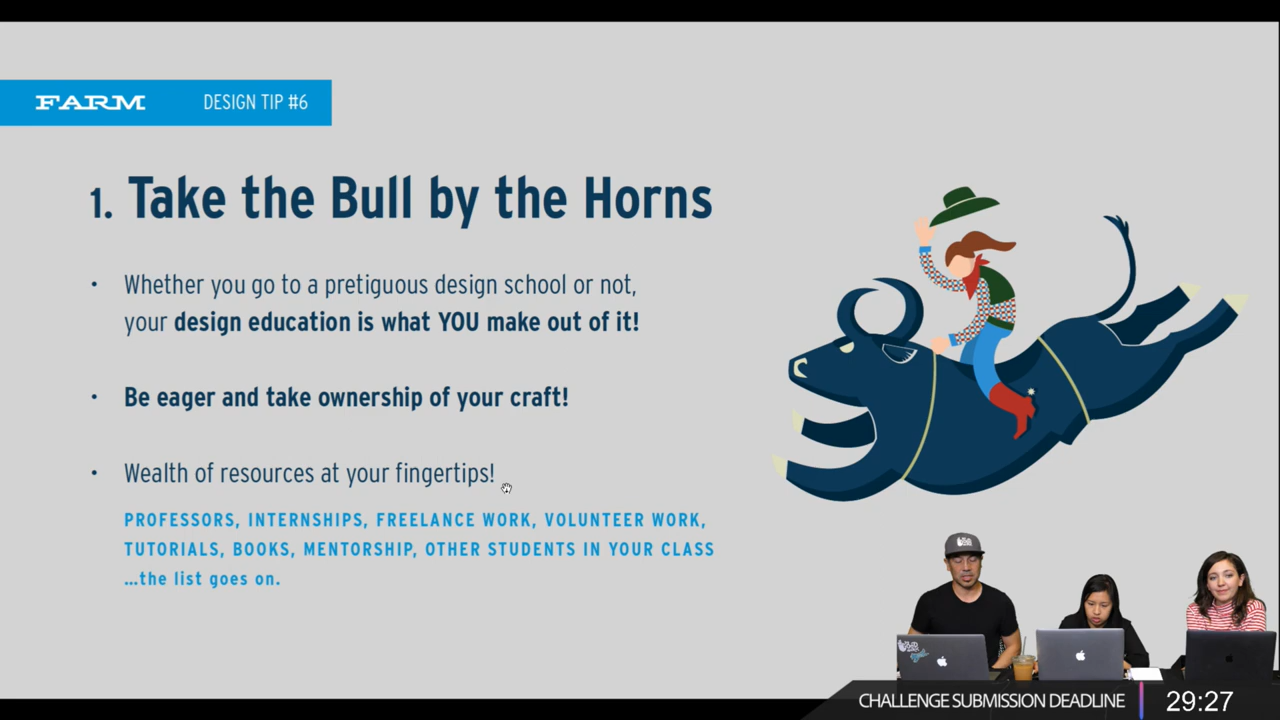 FARM DESIGN TIP #6
1. Take the Bull by the Horns
• Whether you go to a pretiguous design school or not,
your design education is what YOU make out of it!
• Be eager and take ownership of your craft!
• Wealth of resources at your fingertips!
PROFESSORS, INTERNSHIPS, FREELANCE WORK, VOLUNTEER WORK,
TUTORIALS, BOOKS, MENTORSHIP, OTHER STUDENTS IN YOUR CLASS
...the list goes on.
CHALLENGE SUBMISSION DEADLINE 29:27